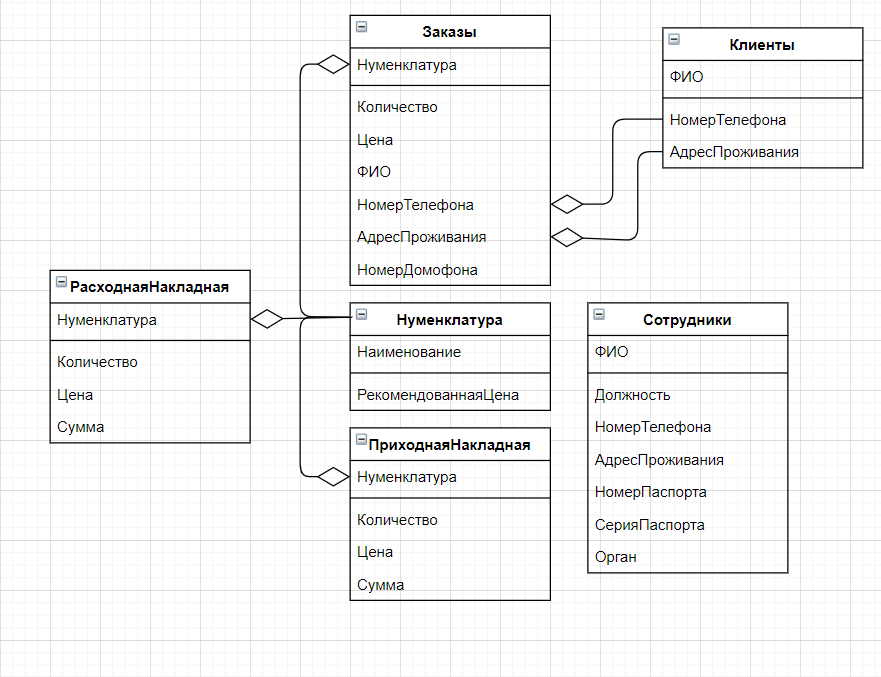 Заказы
Нуменклатура
Количество
Цена
ФИО
НомерТелефона
АдресПроживания
НомерДомофона
Клиенты
ФИО
НомерТелефона
АдресПроживания
РасходнаяНакладная
Нуменклатура
Количество
Цена
Сумма
Нуменклатура
Наименование
РекомендованнаяЦена
ПриходнаяНакладная
Нуменклатура
Количество
Цена
Сумма
Сотрудники
ФИО
Должность
НомерТелефона
АдресПроживания
НомерПаспорта
СерияПаспорта
Орган